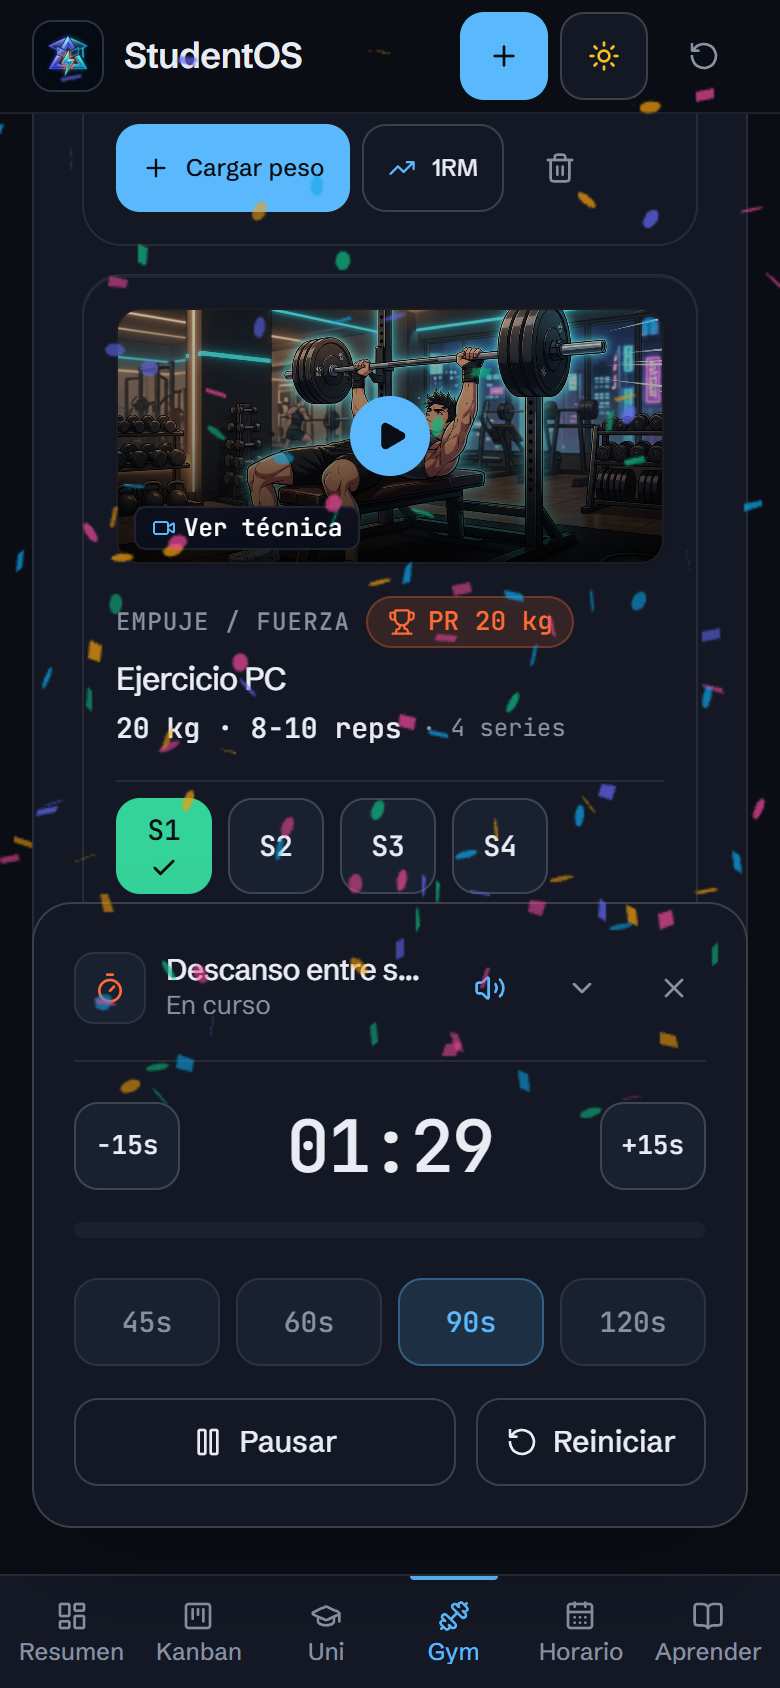 StudentOS
Cargar peso
1RM
Ver técnica
EMPUJE / FUERZA
PR 20 kg
Ejercicio PC
20 kg · 8-10 reps · 4 series
S1
S2
S3
S4
Descanso entre s...
En curso
-15s
01:29
+15s
45s
60s
90s
120s
Pausar
Reiniciar
Resumen
Kanban
Uni
Gym
Horario
Aprender